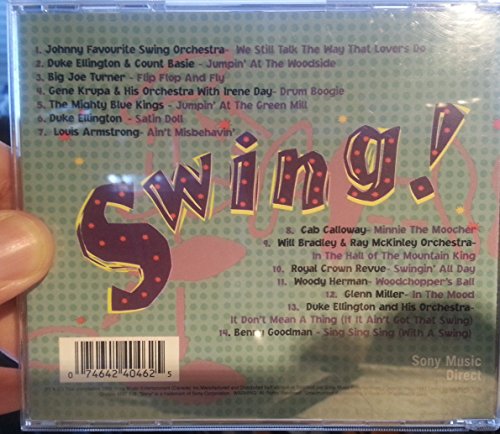 1. Johnny Favourite Swing Orchestra- We Still Talk The Way That Lovers Do
2. Duke Ellington & Count Basie- Jumpin' At The Woodside
3. Big Joe Turner - Flip Flop And Fly
4. Gene Krupa & His Orchestra With Irene Day- Drum Boogie
5. The Mighty Blue Kings - Jumpin' At The Green Mill
6. Duke Ellington - Satin Doll
7. Louis Armstrong- Ain't Misbehavin'
Swing!
8. Cab Calloway- Minnie The Moocher
9. Will Bradley & Ray McKinley Orchestra-
In The Hall Of The Mountain King
10. Royal Crown Revue- Swingin' All Day
11. Woody Herman- Woodchopper's Ball
12. Glenn Miller- In The Mood
13. Duke Ellington and His Orchestra-
It Don't Mean A Thing (If It Ain't Got That Swing)
14. Benny Goodman - Sing Sing Sing (With A Swing)
0 74642 40462 5
Sony Music
Direct